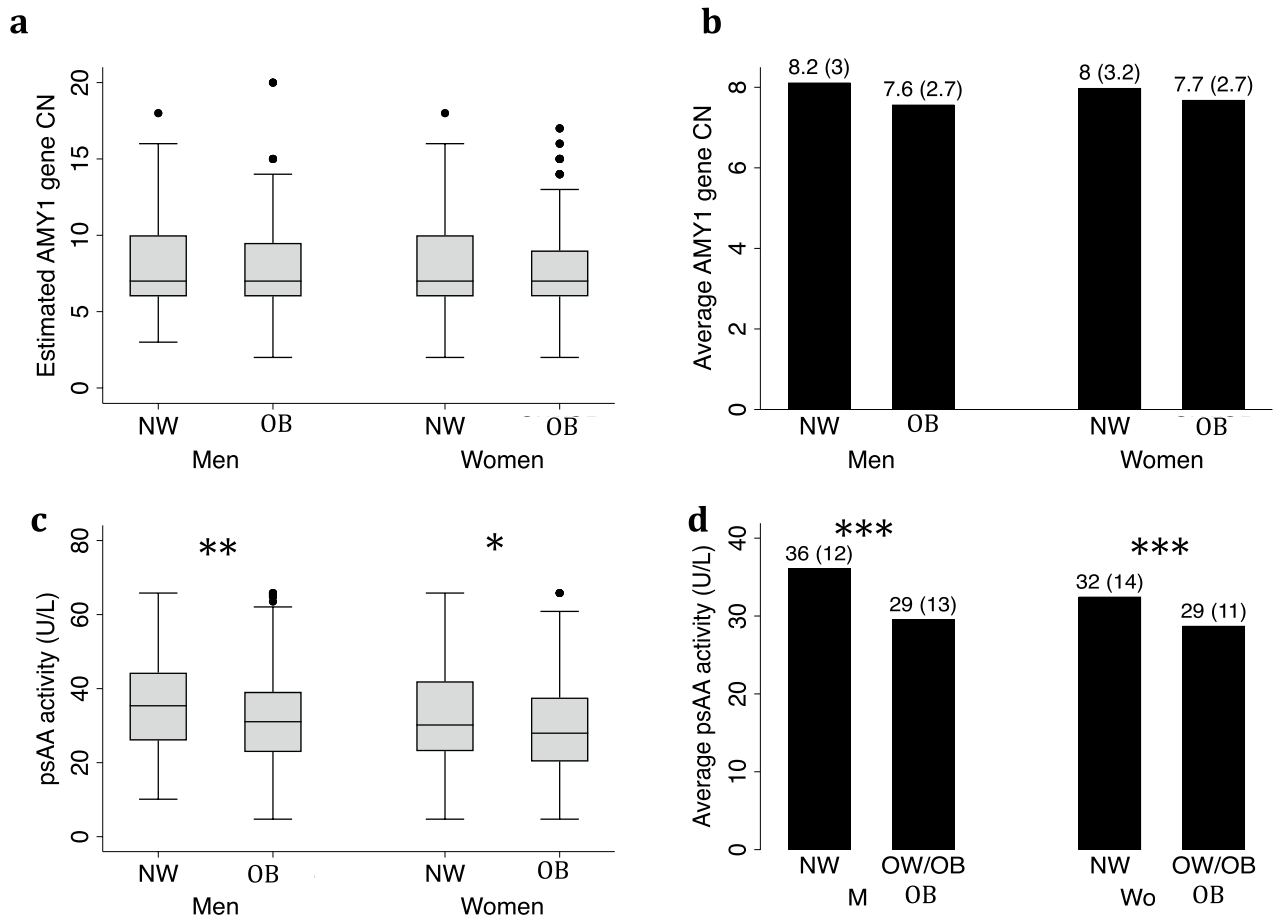 a
Estimated AMY1 gene CN
20
15
10
5
0
NW OB NW OB
Men Women
b
Average AMY1 gene CN
8
6
4
2
0
8.2 (3) 7.6 (2.7) 8 (3.2) 7.7 (2.7)
NW OB NW OB
Men Women
c
psAA activity (U/L)
80
60
40
20
0
** *
NW OB NW OB
Men Women
d
Average psAA activity (U/L)
40
30
20
10
0
*** ***
36 (12) 29 (13) 32 (14) 29 (11)
NW OW/OB NW OW/OB
M OB Wo OB